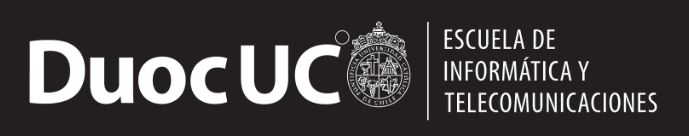 DuocUC
ESCUELA DE
INFORMÁTICA Y
TELECOMUNICACIONES